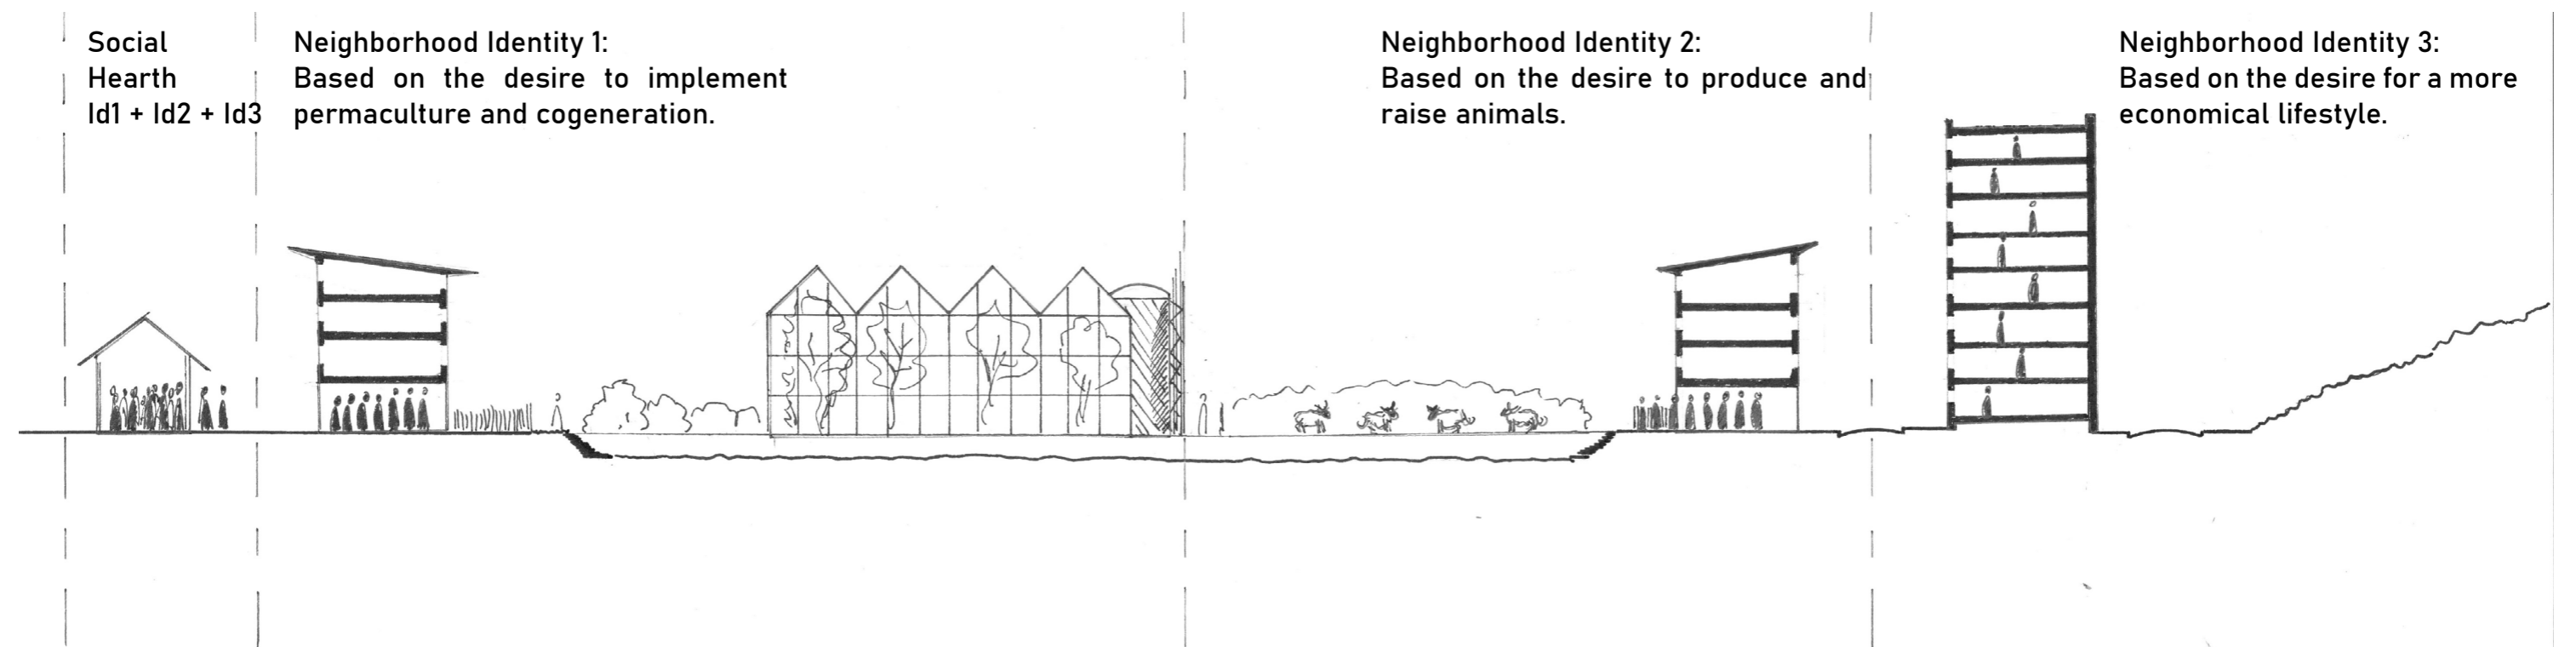 Social
Hearth
Id1 + Id2 + Id3
Neighborhood Identity 1:
Based on the desire to implement
permaculture and cogeneration.
Neighborhood Identity 2:
Based on the desire to produce and
raise animals.
Neighborhood Identity 3:
Based on the desire for a more
economical lifestyle.